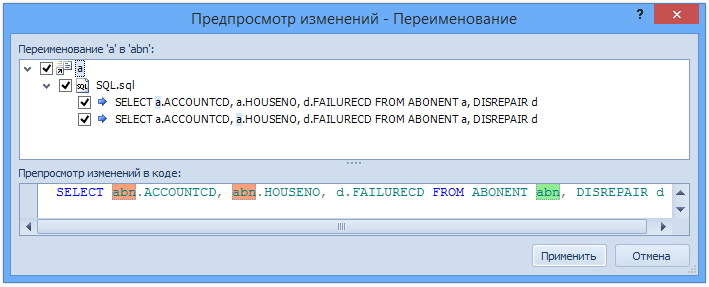 Предпросмотр изменений - Переименование
Переименование 'a' в 'abn':
a
SQL SQL.sql
SELECT a.ACCOUNTCD, a.HOUSENO, d.FAILURECD FROM ABONENT a, DISREPAIR d
SELECT a.ACCOUNTCD, a.HOUSENO, d.FAILURECD FROM ABONENT a, DISREPAIR d
Препросмотр изменений в коде:
SELECT abn.ACCOUNTCD, abn.HOUSENO, d.FAILURECD FROM ABONENT abn, DISREPAIR d
Применить Отмена